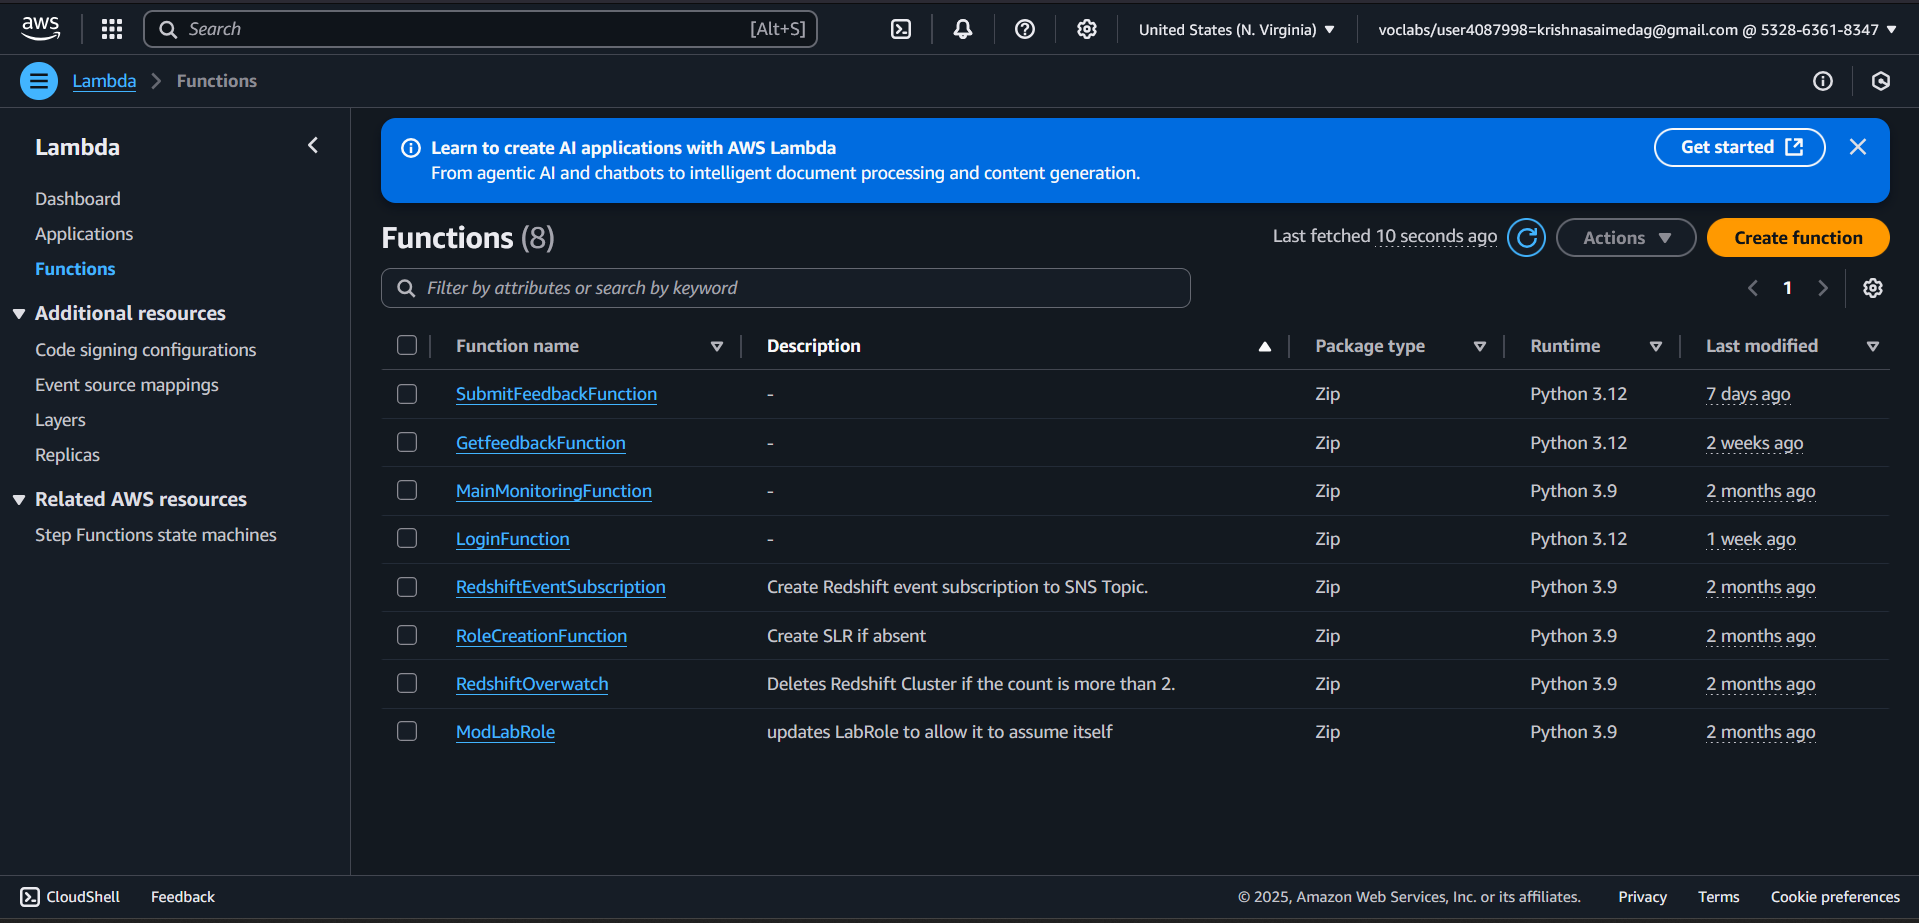 aws
Search [Alt+S]
United States (N. Virginia)
voclabs/user4087998=krishnasaimedag@gmail.com @ 5328-6361-8347
Lambda
Functions
Lambda
Dashboard
Applications
Functions
Additional resources
Code signing configurations
Event source mappings
Layers
Replicas
Related AWS resources
Step Functions state machines
Learn to create AI applications with AWS Lambda
From agentic AI and chatbots to intelligent document processing and content generation.
Get started
Functions (8)
Last fetched 10 seconds ago
Actions
Create function
Filter by attributes or search by keyword
1
Function name Description Package type Runtime Last modified
SubmitFeedbackFunction - Zip Python 3.12 7 days ago
GetfeedbackFunction - Zip Python 3.12 2 weeks ago
MainMonitoringFunction - Zip Python 3.9 2 months ago
LoginFunction - Zip Python 3.12 1 week ago
RedshiftEventSubscription Create Redshift event subscription to SNS Topic. Zip Python 3.9 2 months ago
RoleCreationFunction Create SLR if absent Zip Python 3.9 2 months ago
RedshiftOverwatch Deletes Redshift Cluster if the count is more than 2. Zip Python 3.9 2 months ago
ModLabRole updates LabRole to allow it to assume itself Zip Python 3.9 2 months ago
CloudShell Feedback © 2025, Amazon Web Services, Inc. or its affiliates. Privacy Terms Cookie preferences